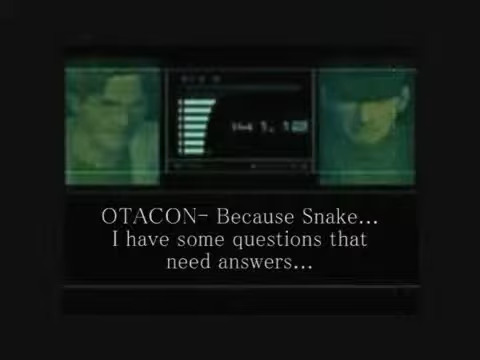 OTACON- Because Snake...
I have some questions that
need answers...